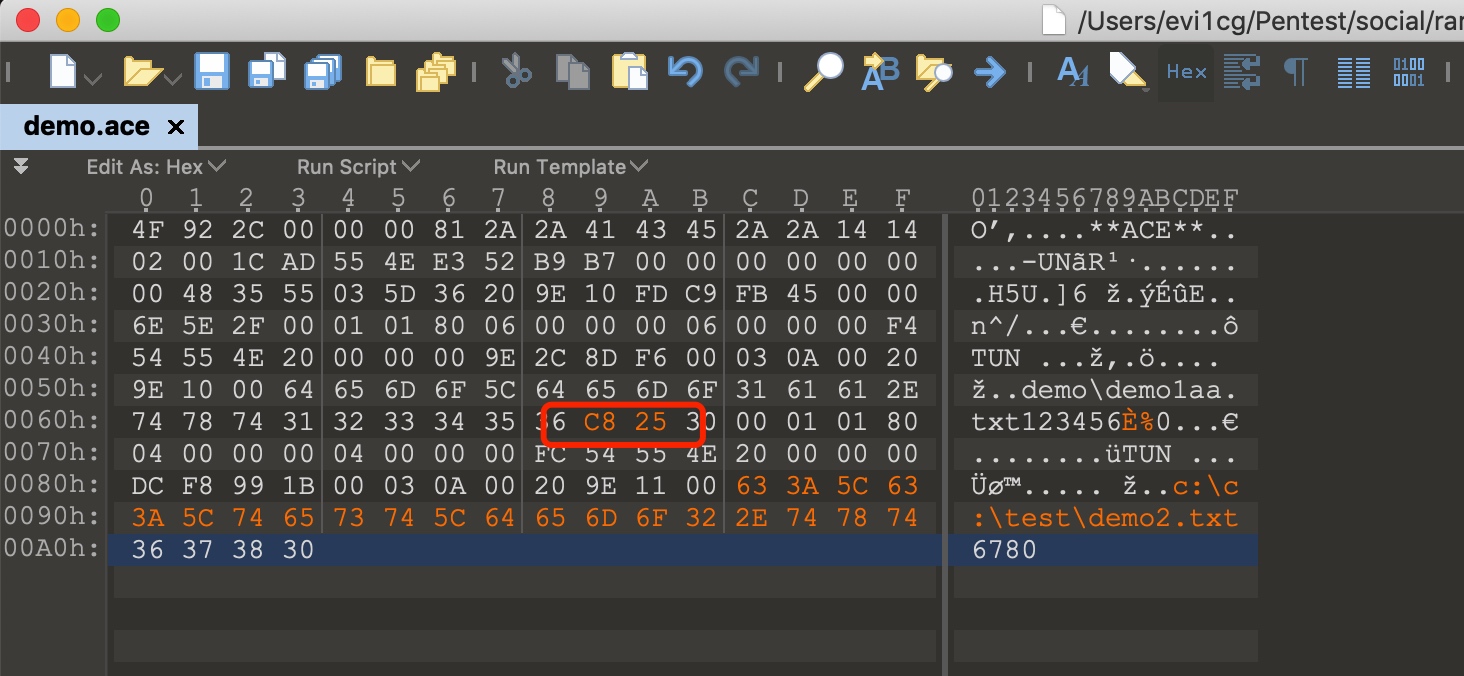 /Users/evi1cg/Pentest/social/rar
Hex
demo.ace ×
Edit As: Hex Run Script Run Template
0 1 2 3 4 5 6 7 8 9 A B C D E F 0123456789ABCDEF
0000h: 4F 92 2C 00 00 00 81 2A 2A 41 43 45 2A 2A 14 14 O’,....**ACE**..
0010h: 02 00 1C AD 55 4E E3 52 B9 B7 00 00 00 00 00 00 ...-UNãR¹·......
0020h: 00 48 35 55 03 5D 36 20 9E 10 FD C9 FB 45 00 00 .H5U.]6 ž.ýÉûE..
0030h: 6E 5E 2F 00 01 01 80 06 00 00 00 06 00 00 00 F4 n^/...€........ô
0040h: 54 55 4E 20 00 00 00 9E 2C 8D F6 00 03 0A 00 20 TUN ...ž,.ö....
0050h: 9E 10 00 64 65 6D 6F 5C 64 65 6D 6F 31 61 61 2E ž..demo\demo1aa.
0060h: 74 78 74 31 32 33 34 35 36 C8 25 30 00 01 01 80 txt123456È%0...€
0070h: 04 00 00 00 04 00 00 00 FC 54 55 4E 20 00 00 00 ........üTUN ...
0080h: DC F8 99 1B 00 03 0A 00 20 9E 11 00 63 3A 5C 63 Üø™..... ž..c:\c
0090h: 3A 5C 74 65 73 74 5C 64 65 6D 6F 32 2E 74 78 74 :\test\demo2.txt
00A0h: 36 37 38 30 6780